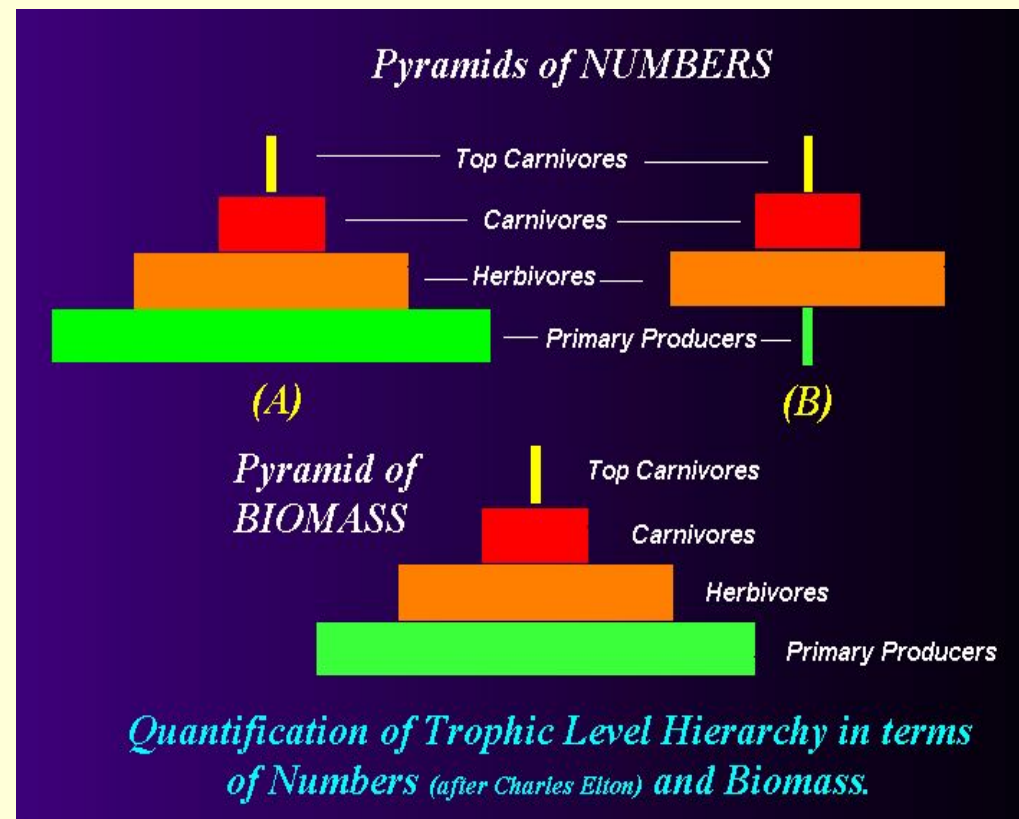 Pyramids of NUMBERS
Top Carnivores
Carnivores
Herbivores
Primary Producers
(A)
(B)
Pyramid of
BIOMASS
Top Carnivores
Carnivores
Herbivores
Primary Producers
Quantification of Trophic Level Hierarchy in terms
of Numbers (after Charles Elton) and Biomass.